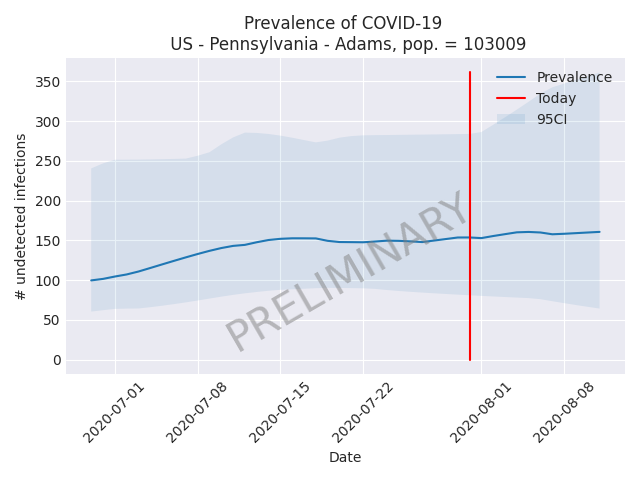 Prevalence of COVID-19
US - Pennsylvania - Adams, pop. = 103009
350
300
250
200
150
100
50
0
# undetected infections
Prevalence
Today
95CI
PRELIMINARY
2020-07-01
2020-07-08
2020-07-15
2020-07-22
2020-08-01
2020-08-08
Date